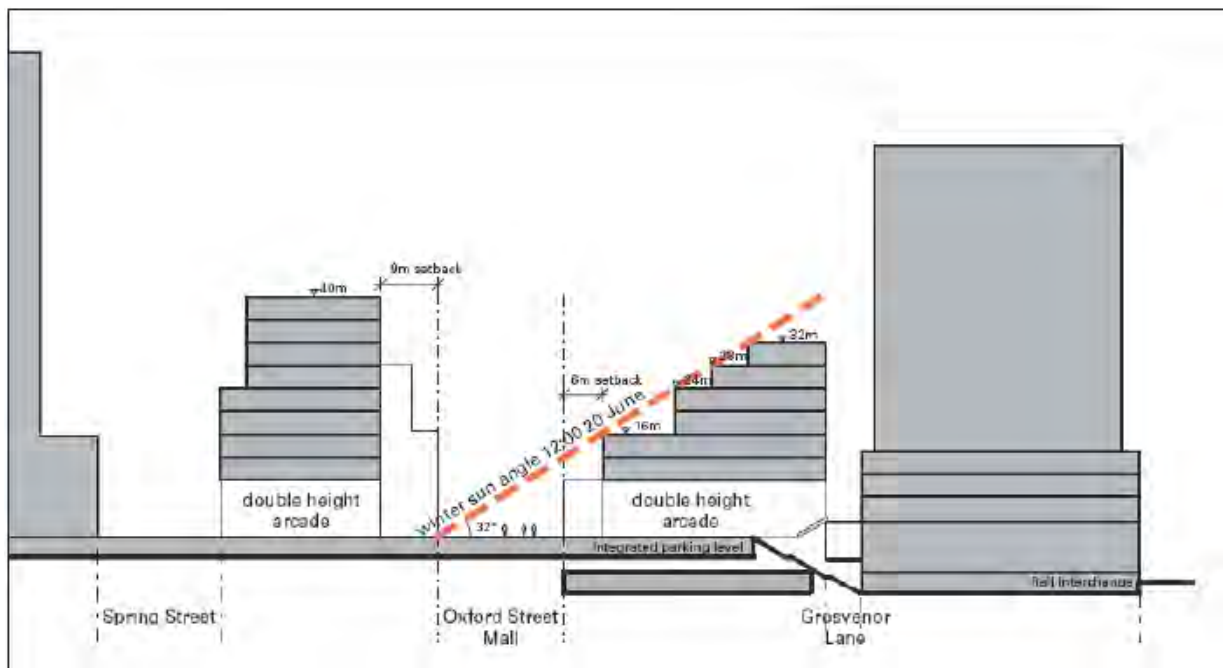 9m setback
40m
32m
28m
6m setback
24m
16m
winter sun angle 12:00 20 June
double height
arcade
double height
arcade
32°
Integrated parking level
Rail Interchange
Spring Street
Oxford Street
Mall
Grosvenor
Lane